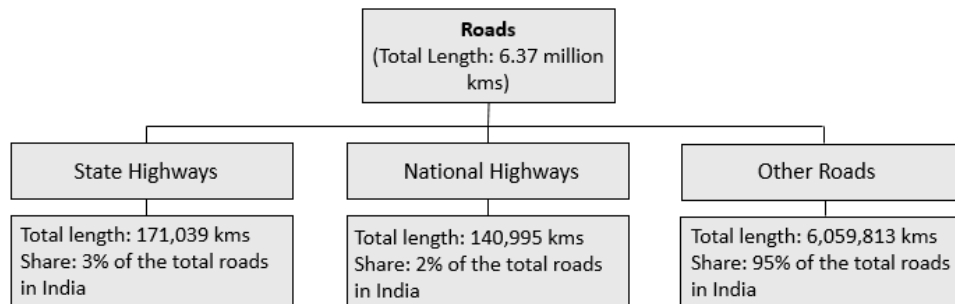 Roads
(Total Length: 6.37 million
kms)
State Highways
Total length: 171,039 kms
Share: 3% of the total roads
in India
National Highways
Total length: 140,995 kms
Share: 2% of the total roads
in India
Other Roads
Total length: 6,059,813 kms
Share: 95% of the total roads
in India